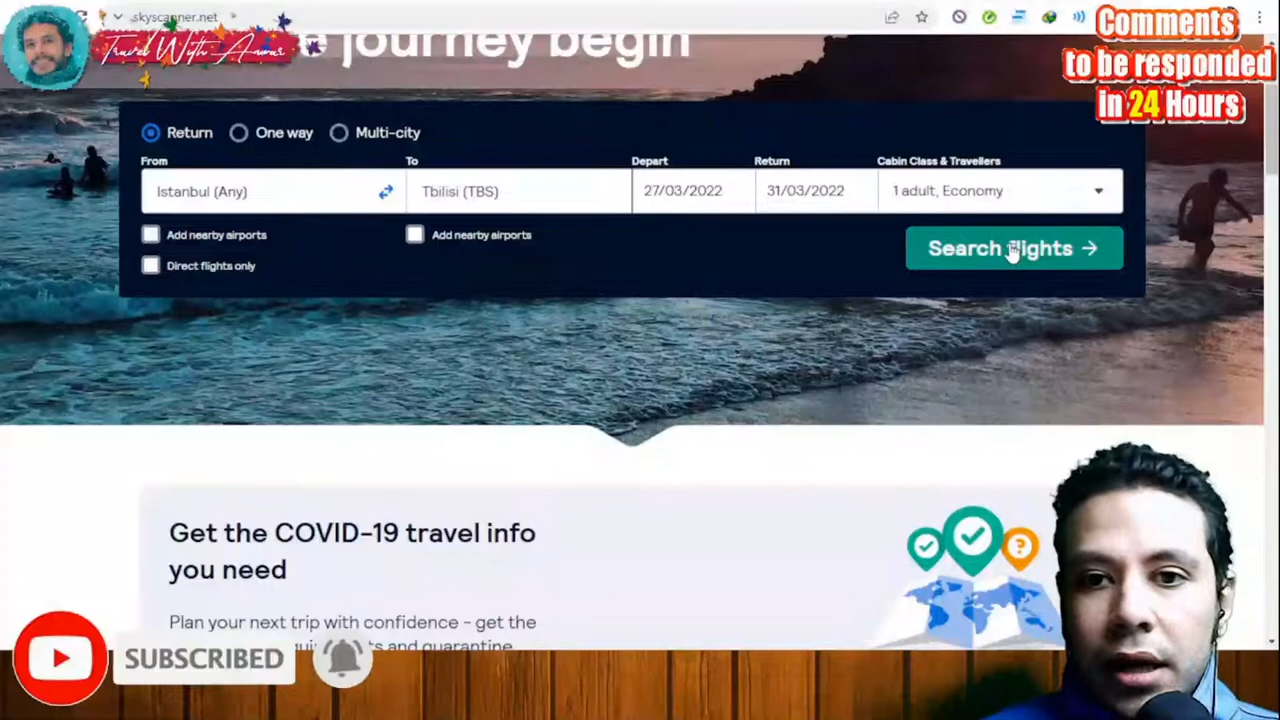 skyscanner.net
Travel With Anwar
e journey begin
Comments
to be responded
in 24 Hours
Return
One way
Multi-city
From
To
Depart
Return
Cabin Class & Travellers
Istanbul (Any)
Tbilisi (TBS)
27/03/2022
31/03/2022
1 adult, Economy
Add nearby airports
Add nearby airports
Direct flights only
Search flights
Get the COVID-19 travel info
you need
Plan your next trip with confidence - get the
SUBSCRIBED